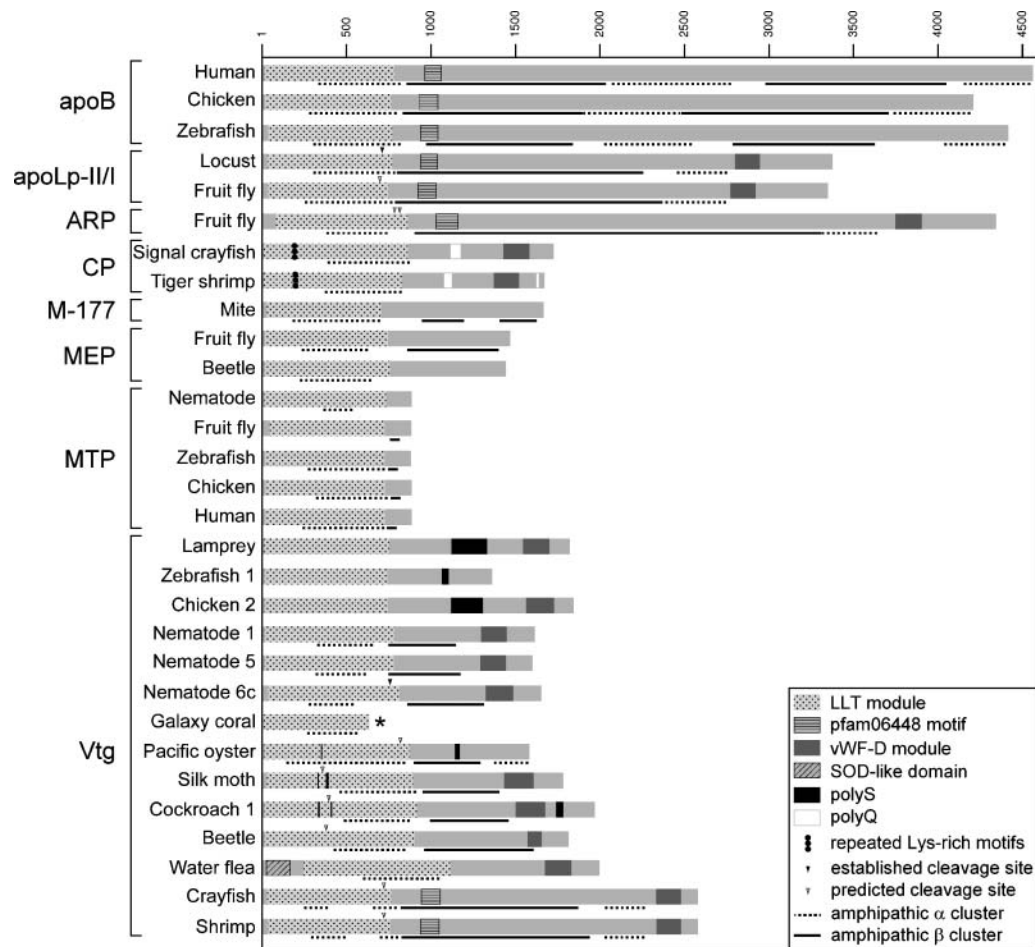 1 500 1000 1500 2000 2500 3000 3500 4000 4500
apoB
Human
Chicken
Zebrafish
apoLp-II/I
Locust
Fruit fly
ARP
Fruit fly
CP
Signal crayfish
Tiger shrimp
M-177
Mite
MEP
Fruit fly
Beetle
MTP
Nematode
Fruit fly
Zebrafish
Chicken
Human
Vtg
Lamprey
Zebrafish 1
Chicken 2
Nematode 1
Nematode 5
Nematode 6c
Galaxy coral *
Pacific oyster
Silk moth
Cockroach 1
Beetle
Water flea
Crayfish
Shrimp
LLT module
pfam06448 motif
vWF-D module
SOD-like domain
polyS
polyQ
repeated Lys-rich motifs
established cleavage site
predicted cleavage site
amphipathic α cluster
amphipathic β cluster